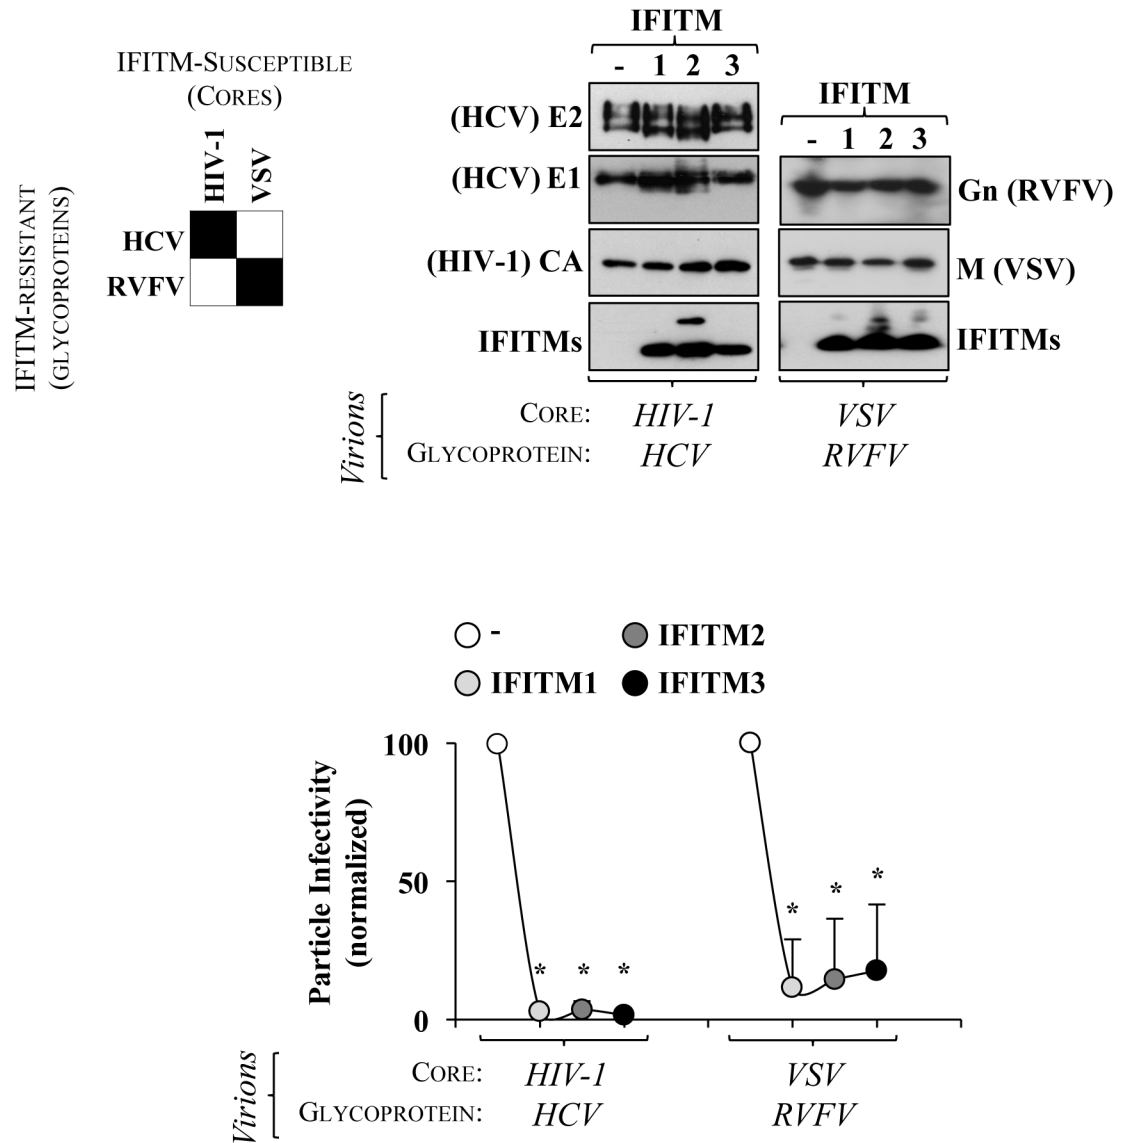 IFITM-SUSCEPTIBLE
(CORES)
HIV-1
VSV
IFITM-RESISTANT
(GLYCOPROTEINS)
HCV
RVFV
IFITM
- 1 2 3
(HCV) E2
(HCV) E1
(HIV-1) CA
IFITMs
IFITM
- 1 2 3
Gn (RVFV)
M (VSV)
IFITMs
Virions
CORE: HIV-1 VSV
GLYCOPROTEIN: HCV RVFV
- IFITM2
IFITM1 IFITM3
Particle Infectivity
(normalized)
100
50
0
* * *
* * *
Virions
CORE: HIV-1 VSV
GLYCOPROTEIN: HCV RVFV